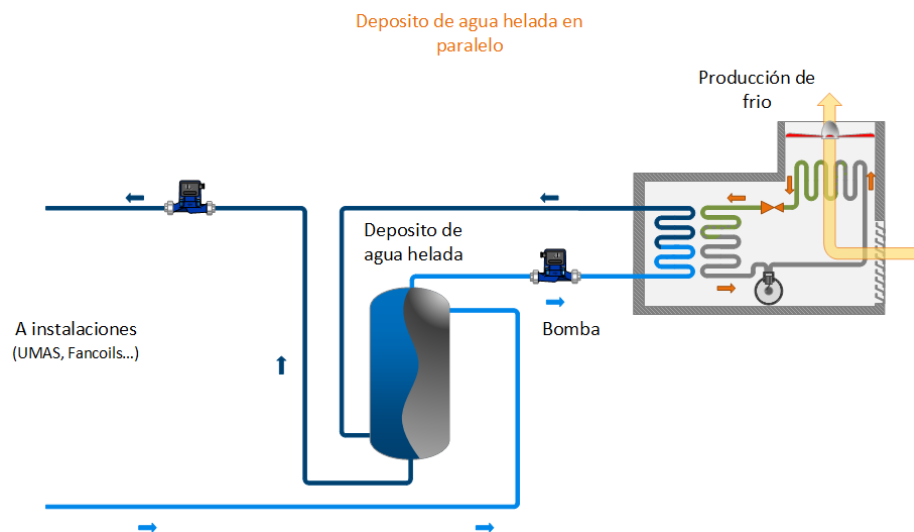 Deposito de agua helada en
paralelo
Producción de
frio
Deposito de
agua helada
Bomba
A instalaciones
(UMAS, Fancoils...)